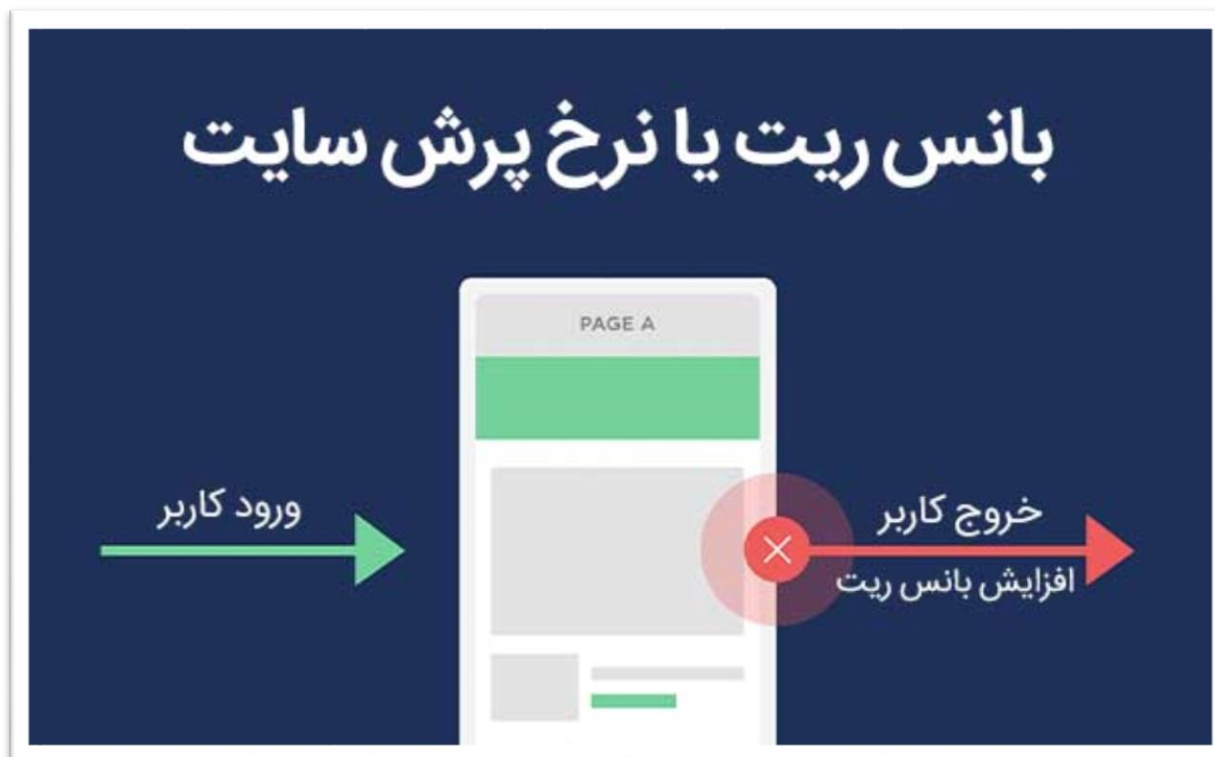 بانس ریت یا نرخ پرش سایت
PAGE A
ورود کاربر
خروج کاربر
افزایش بانس ریت